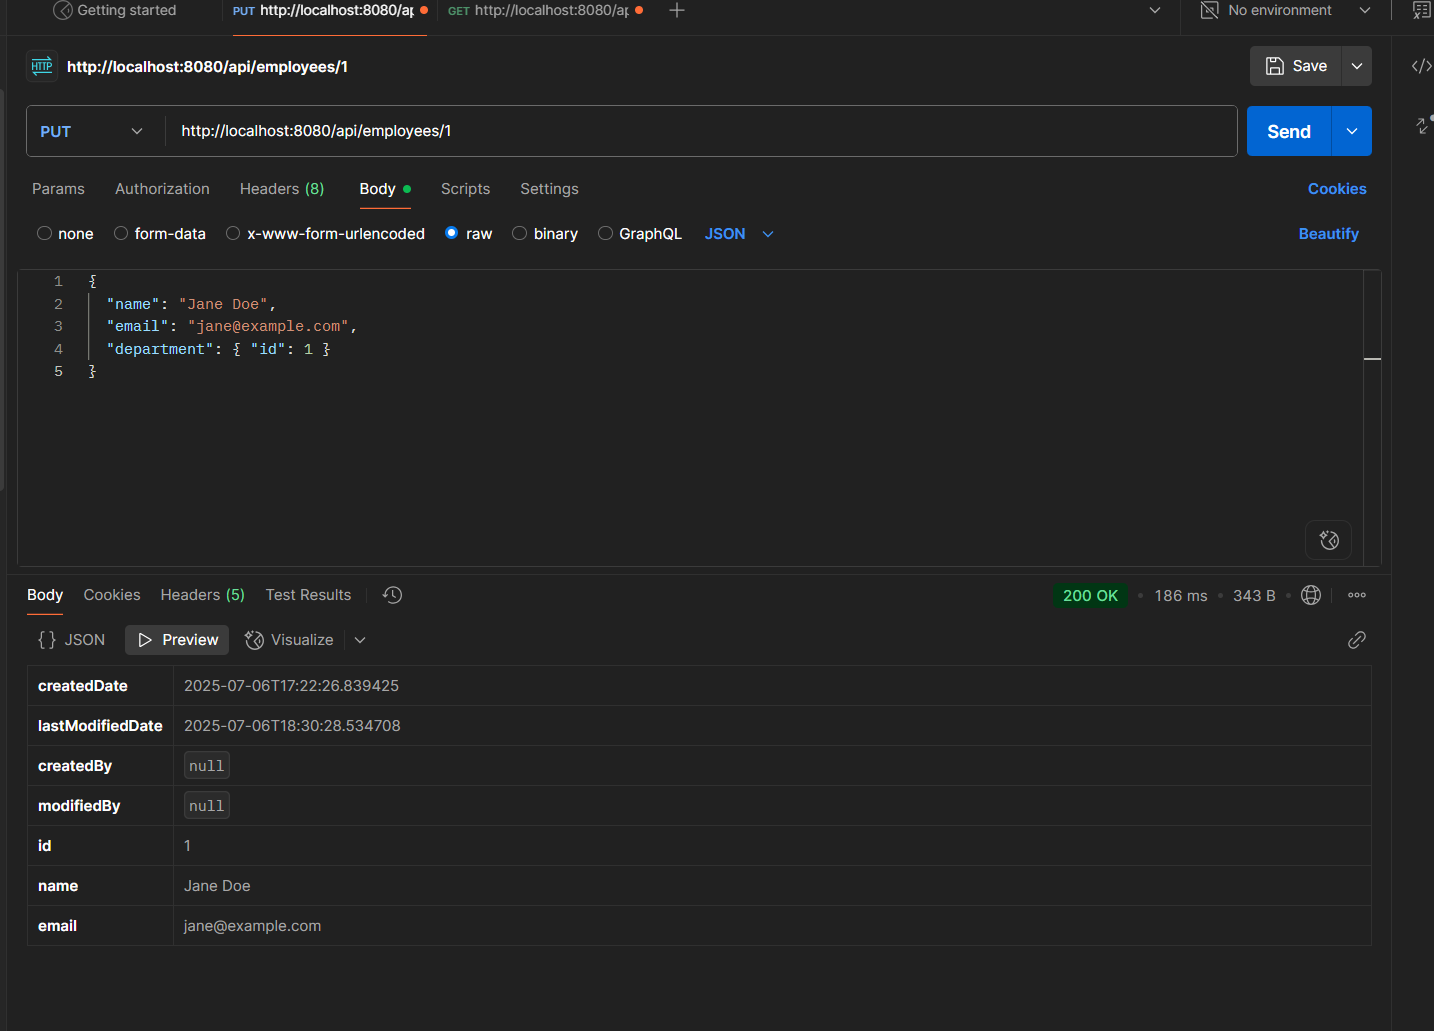 Getting started
PUT http://localhost:8080/ap
GET http://localhost:8080/ap
No environment
HTTP http://localhost:8080/api/employees/1
Save
PUT http://localhost:8080/api/employees/1
Send
Params Authorization Headers (8) Body Scripts Settings Cookies
none form-data x-www-form-urlencoded raw binary GraphQL JSON Beautify
1 {
2 "name": "Jane Doe",
3 "email": "jane@example.com",
4 "department": { "id": 1 }
5 }
Body Cookies Headers (5) Test Results 200 OK • 186 ms • 343 B •
{} JSON Preview Visualize
createdDate 2025-07-06T17:22:26.839425
lastModifiedDate 2025-07-06T18:30:28.534708
createdBy null
modifiedBy null
id 1
name Jane Doe
email jane@example.com